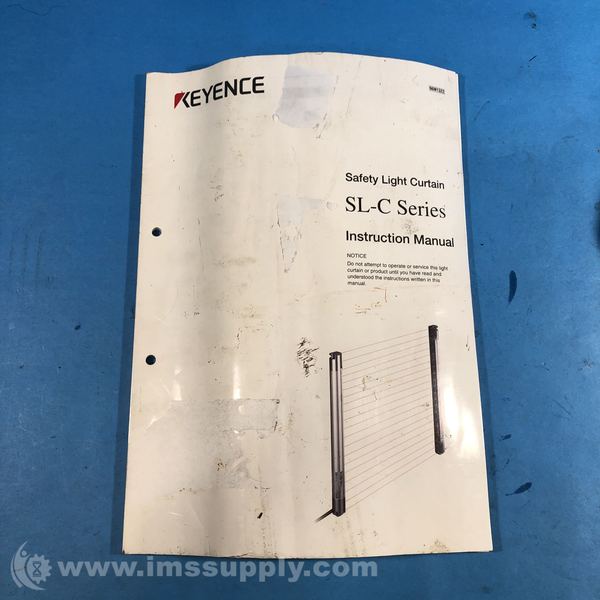 KEYENCE
Safety Light Curtain
SL-C Series
Instruction Manual
NOTICE
Do not attempt to operate or service this light
curtain or product until you have read and
understood the instructions written in this
manual.
www.imssupply.com